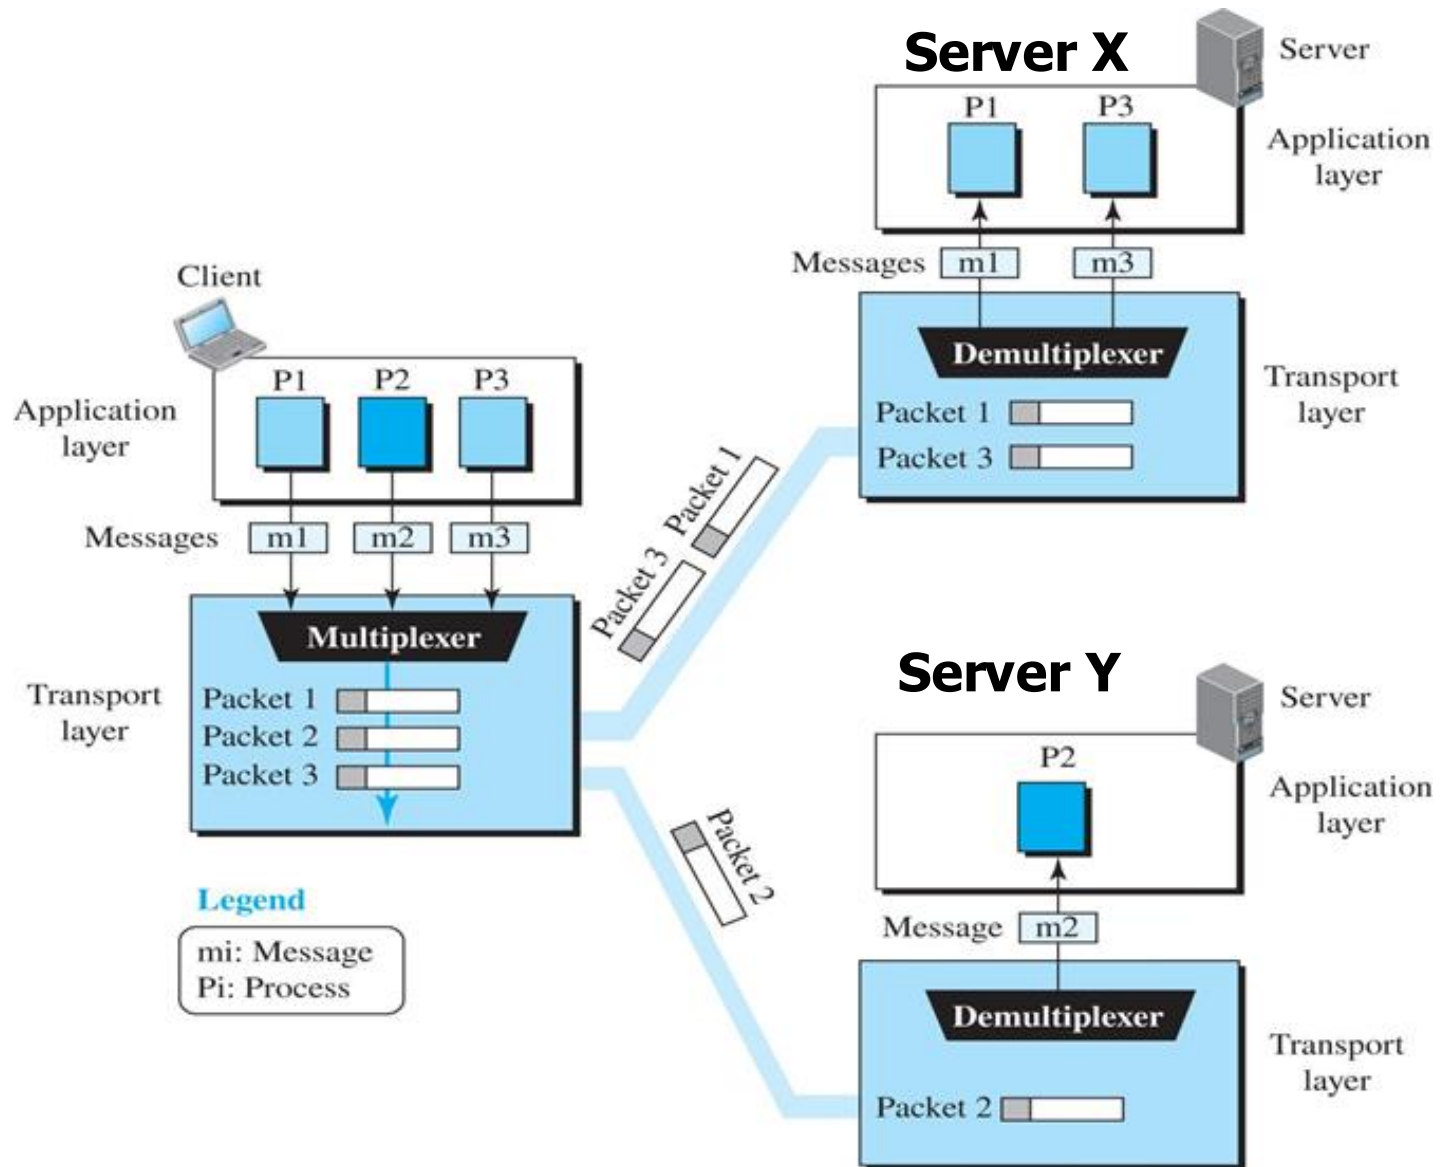 Client
P1 P2 P3
Application
layer
Messages m1 m2 m3
Multiplexer
Transport
layer
Packet 1
Packet 2
Packet 3
Legend
mi: Message
Pi: Process
Packet 1
Packet 3
Packet 2
Server X
Server
P1 P3
Application
layer
Messages m1 m3
Demultiplexer
Transport
layer
Packet 1
Packet 3
Server Y
Server
P2
Application
layer
Message m2
Demultiplexer
Transport
layer
Packet 2